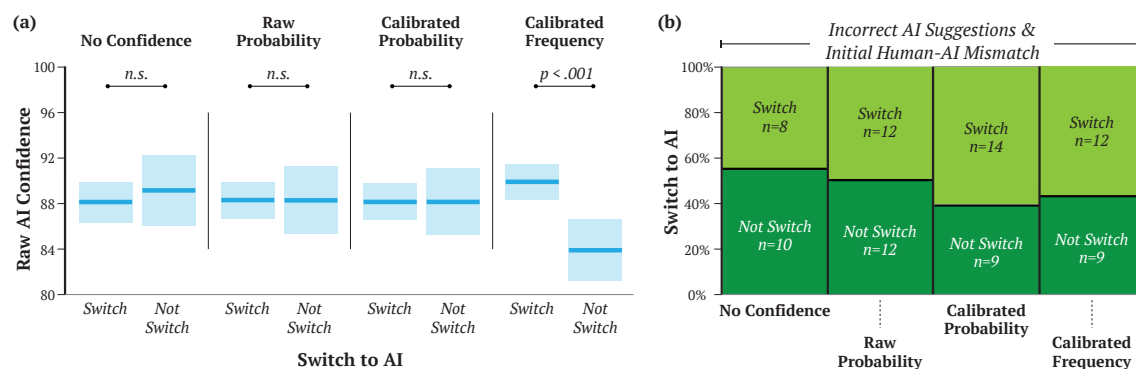 (a)
No Confidence
Raw
Probability
Calibrated
Probability
Calibrated
Frequency
n.s.
n.s.
n.s.
p < .001
Raw AI Confidence
100
96
92
88
84
80
Switch
Not
Switch
Switch
Not
Switch
Switch
Not
Switch
Switch
Not
Switch
Switch to AI
(b)
Incorrect AI Suggestions &
Initial Human-AI Mismatch
Switch to AI
100%
80%
60%
40%
20%
0%
Switch
n=8
Switch
n=12
Switch
n=14
Switch
n=12
Not Switch
n=10
Not Switch
n=12
Not Switch
n=9
Not Switch
n=9
No Confidence
Raw
Probability
Calibrated
Probability
Calibrated
Frequency